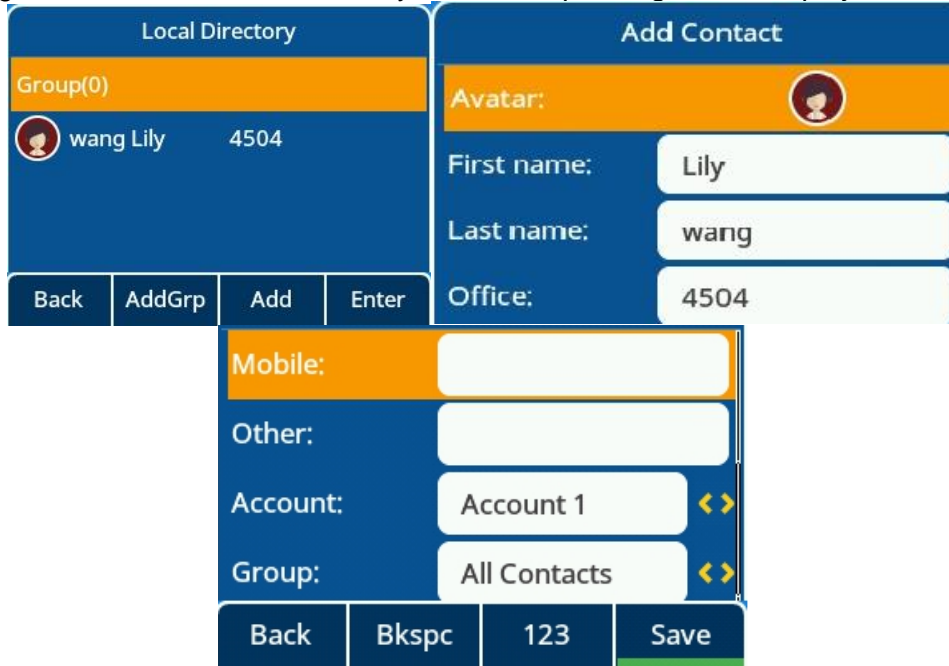 Local Directory
Group(0)
wang Lily 4504
Back AddGrp Add Enter
Add Contact
Avatar:
First name: Lily
Last name: wang
Office: 4504
Mobile:
Other:
Account: Account 1
Group: All Contacts
Back Bkspc 123 Save